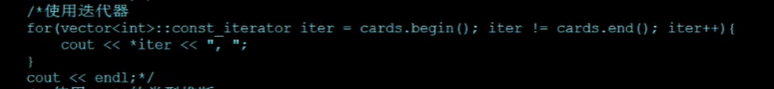 /*使用迭代器
for(vector<int>::const_iterator iter = cards.begin(); iter != cards.end(); iter++){
    cout << *iter << ", ";
}
cout << endl;*/